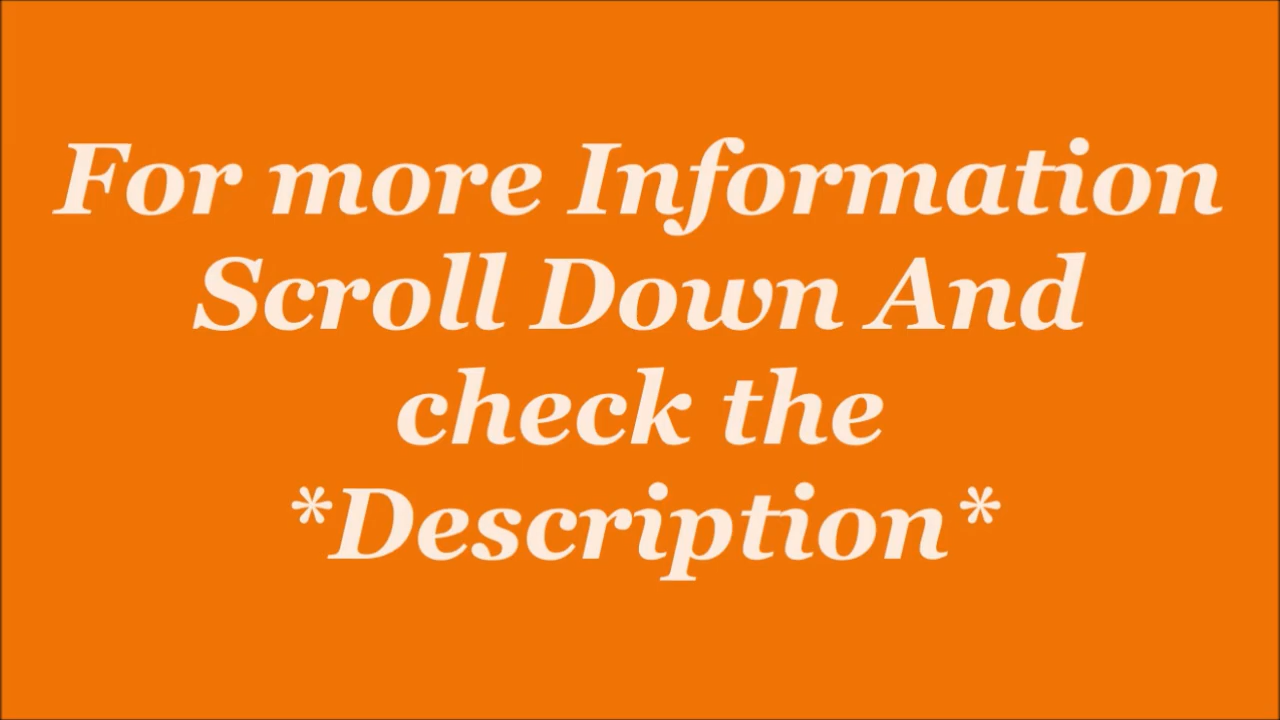 For more Information
Scroll Down And
check the
*Description*